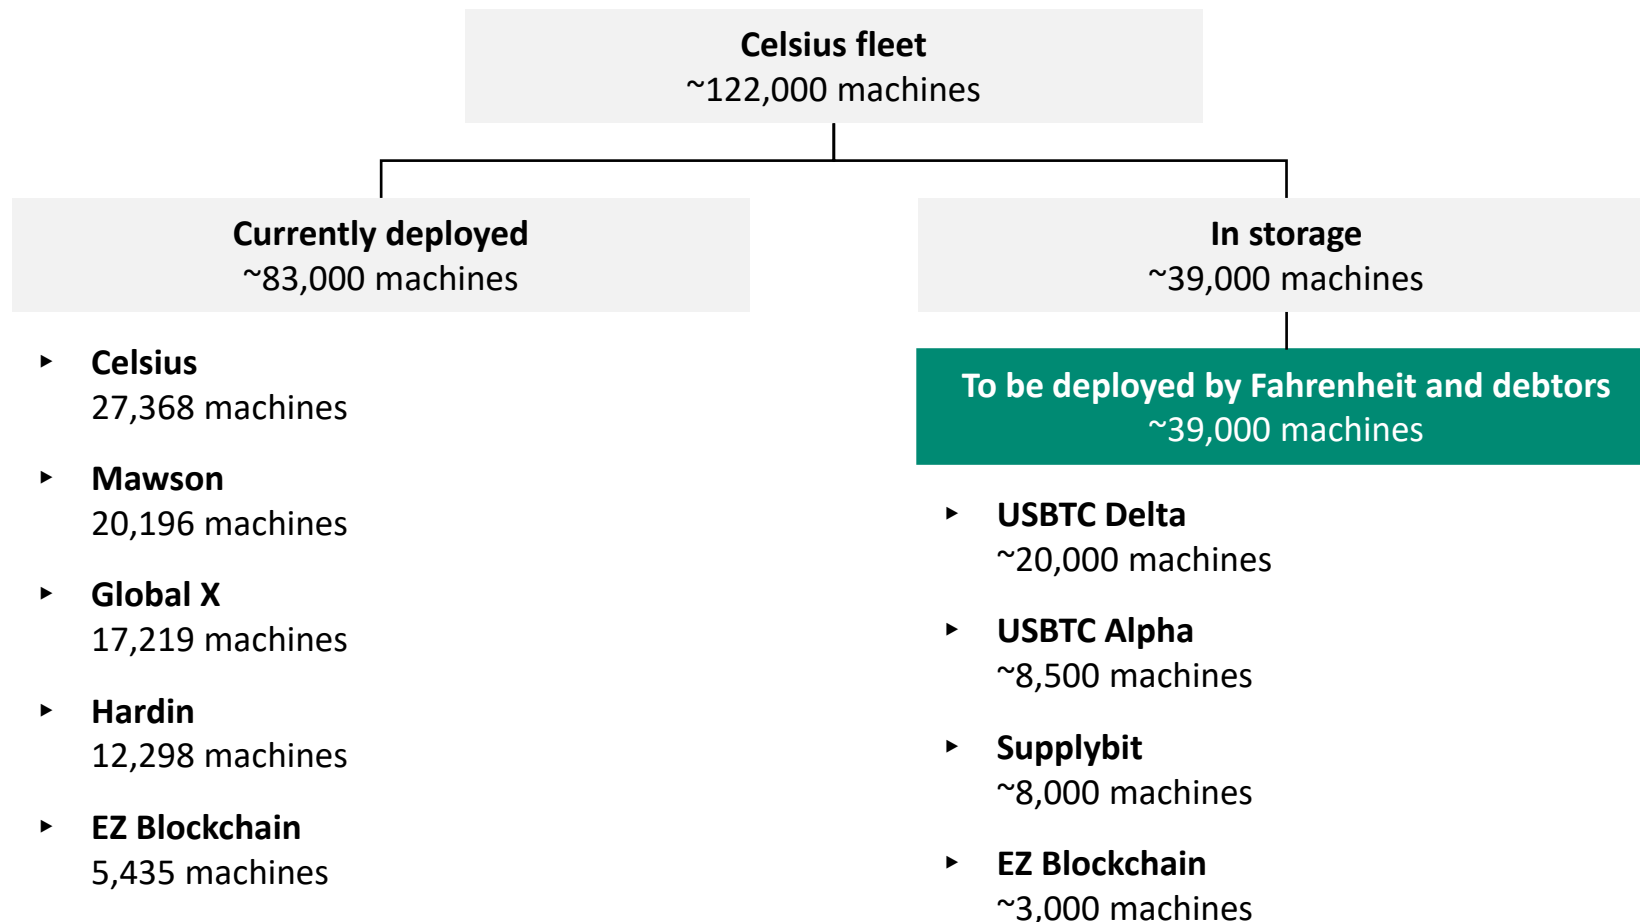 Celsius fleet
~122,000 machines
Currently deployed
~83,000 machines
‣ Celsius
27,368 machines
‣ Mawson
20,196 machines
‣ Global X
17,219 machines
‣ Hardin
12,298 machines
‣ EZ Blockchain
5,435 machines
In storage
~39,000 machines
To be deployed by Fahrenheit and debtors
~39,000 machines
‣ USBTC Delta
~20,000 machines
‣ USBTC Alpha
~8,500 machines
‣ Supplybit
~8,000 machines
‣ EZ Blockchain
~3,000 machines